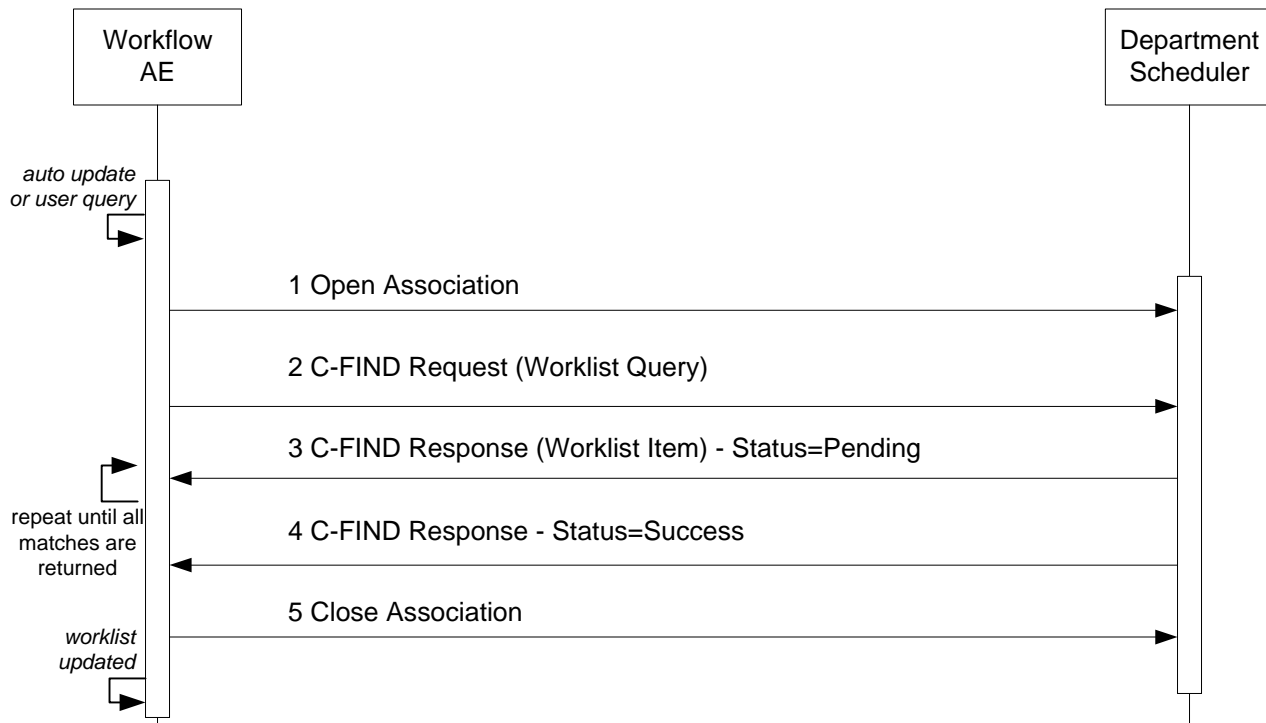 Workflow
AE
Department
Scheduler
auto update
or user query
1 Open Association
2 C-FIND Request (Worklist Query)
3 C-FIND Response (Worklist Item) - Status=Pending
repeat until all
matches are
returned
4 C-FIND Response - Status=Success
5 Close Association
worklist
updated